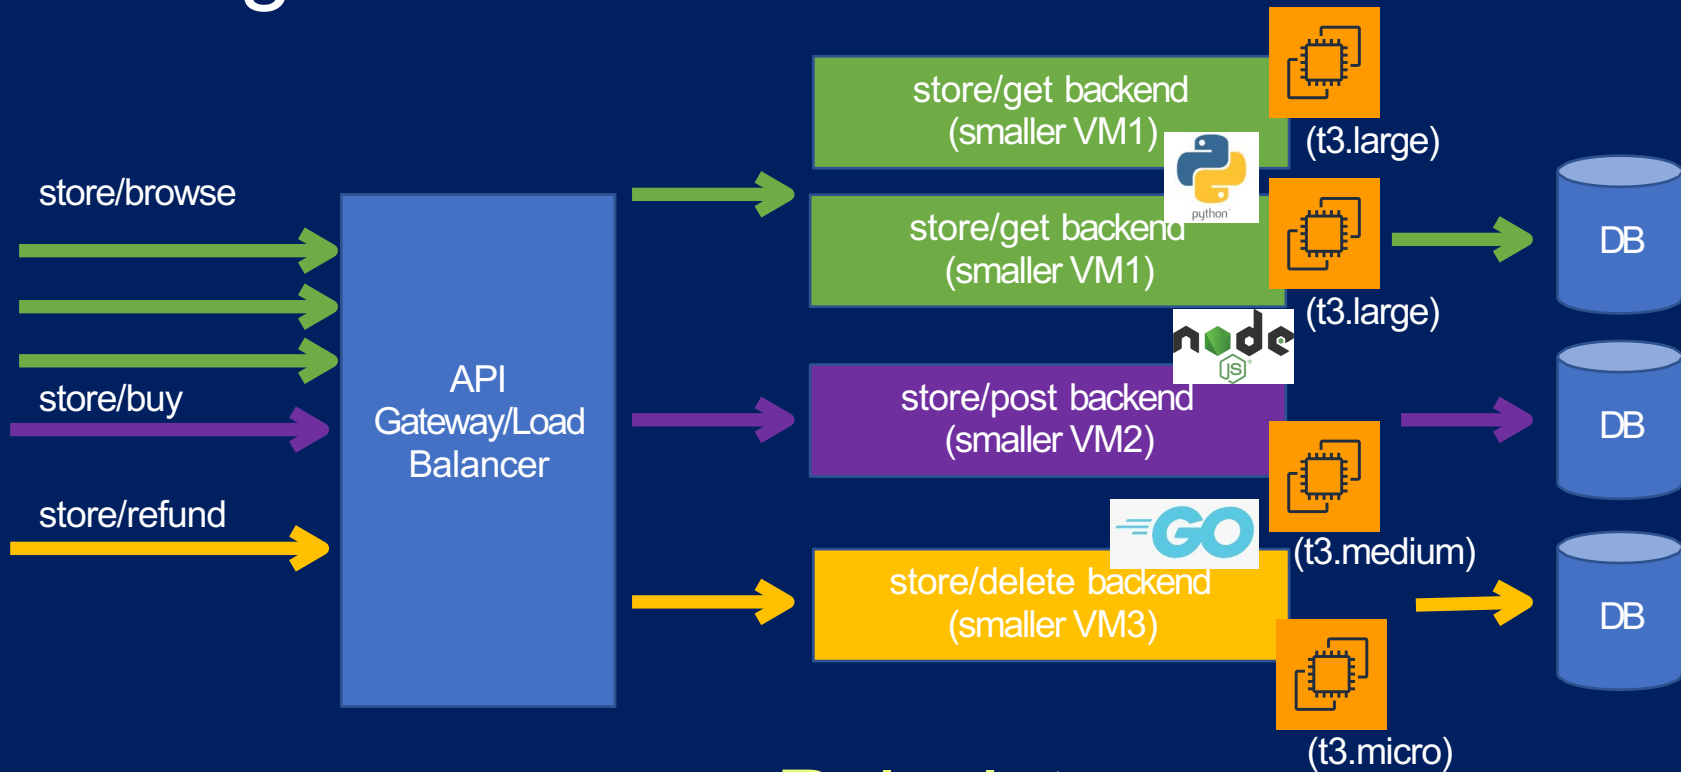 store/browse
store/buy
store/refund
API
Gateway/Load
Balancer
store/get backend
(smaller VM1)
(t3.large)
python
store/get backend
(smaller VM1)
(t3.large)
node
JS
store/post backend
(smaller VM2)
(t3.medium)
GO
store/delete backend
(smaller VM3)
(t3.micro)
DB
DB
DB